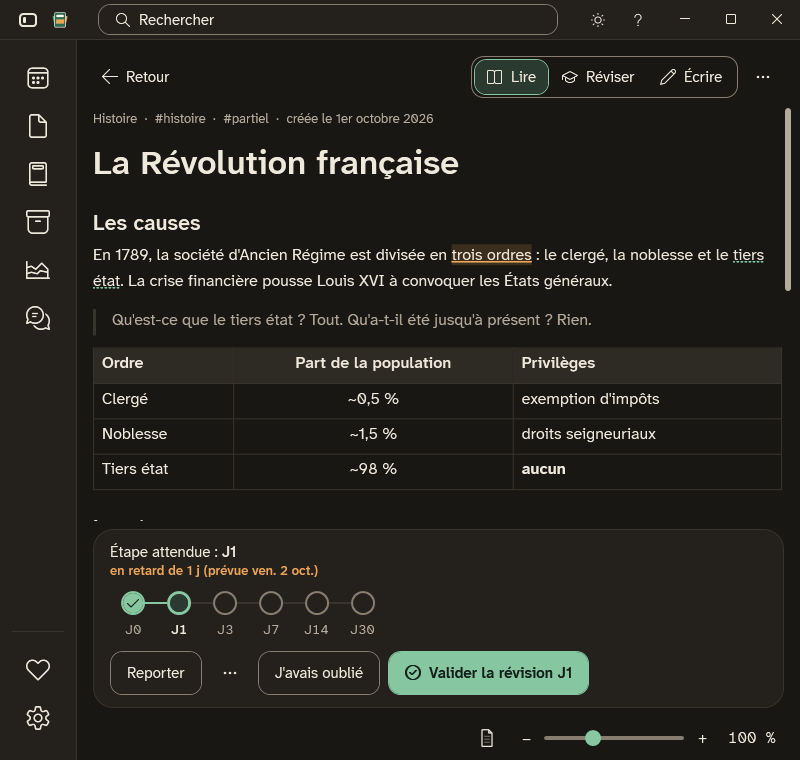 Rechercher
?
Retour
Lire
Réviser
Écrire
Histoire · #histoire · #partiel · créée le 1er octobre 2026
La Révolution française
Les causes
En 1789, la société d'Ancien Régime est divisée en trois ordres : le clergé, la noblesse et le tiers
état. La crise financière pousse Louis XVI à convoquer les États généraux.
Qu'est-ce que le tiers état ? Tout. Qu'a-t-il été jusqu'à présent ? Rien.
Ordre Part de la population Privilèges
Clergé ~0,5 % exemption d'impôts
Noblesse ~1,5 % droits seigneuriaux
Tiers état ~98 % aucun
Étape attendue : J1
en retard de 1 j (prévue ven. 2 oct.)
J0 J1 J3 J7 J14 J30
Reporter
J'avais oublié
Valider la révision J1
− + 100 %